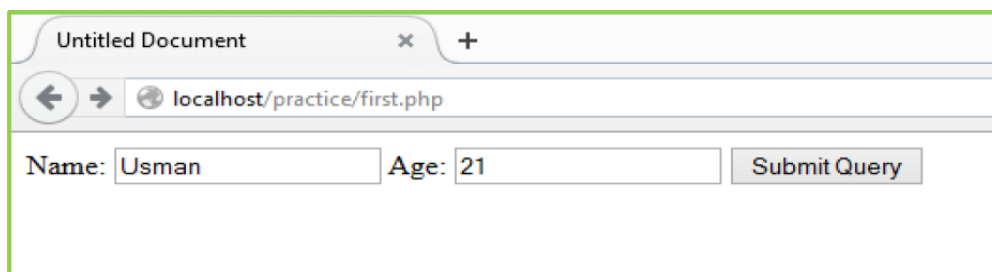 Untitled Document
localhost/practice/first.php
Name: Usman Age: 21 Submit Query